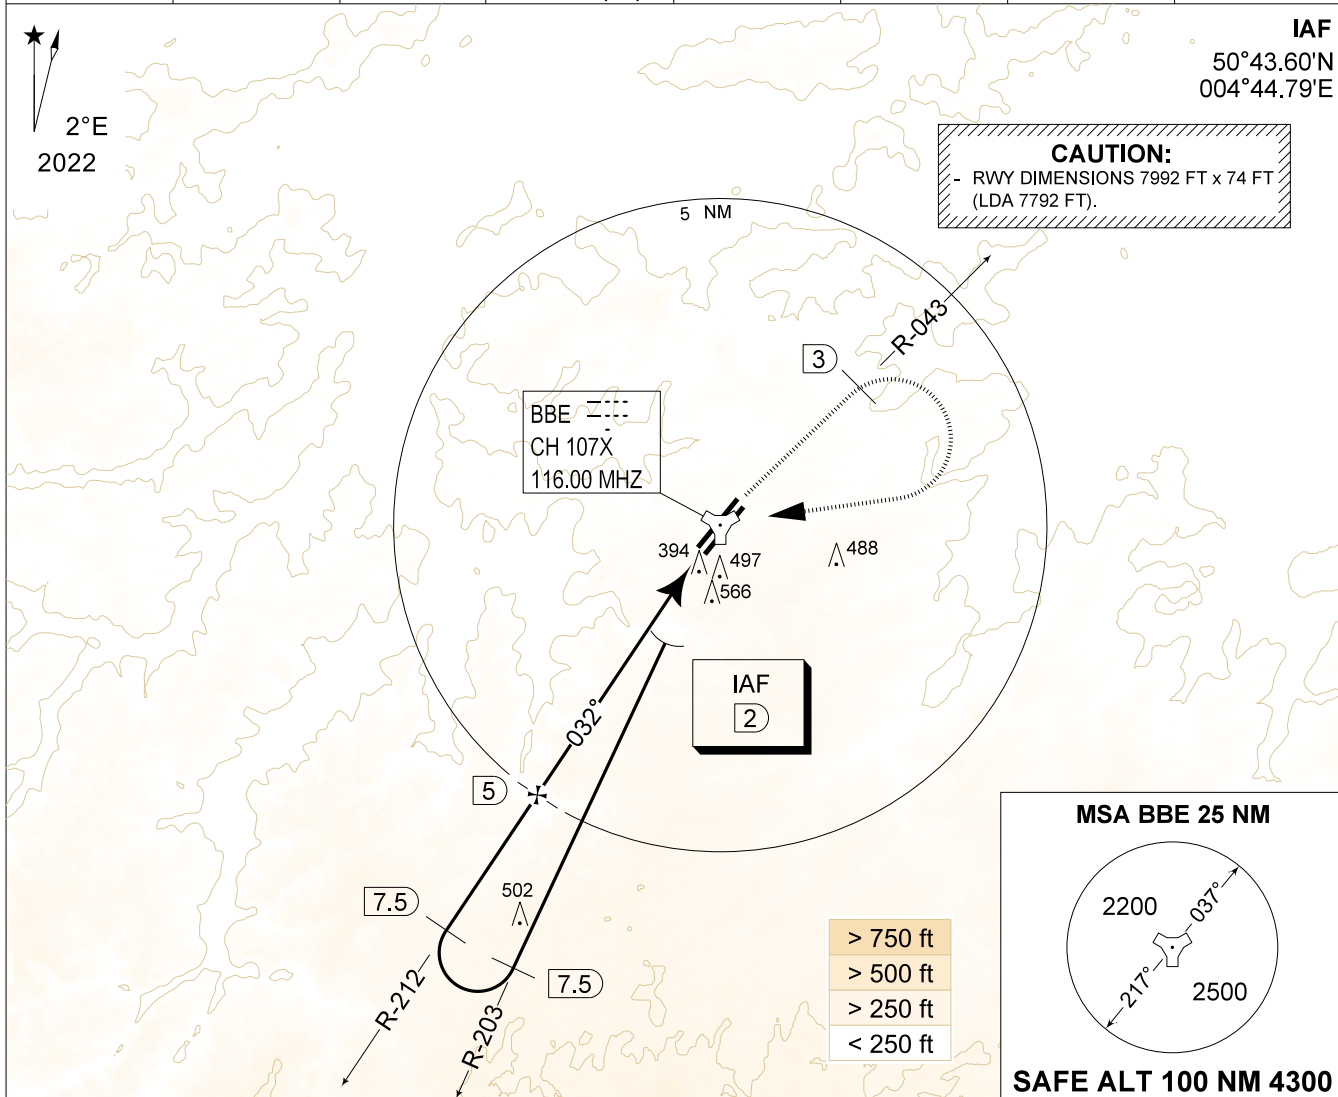 IAF
50°43.60'N
004°44.79'E
2°E
2022
CAUTION:
- RWY DIMENSIONS 7992 FT x 74 FT
(LDA 7792 FT).
5 NM
R-043
3
BBE
CH 107X
116.00 MHZ
394
497
488
566
IAF
2
032°
5
502
7.5
7.5
R-212
R-203
> 750 ft
> 500 ft
> 250 ft
< 250 ft
MSA BBE 25 NM
2200
037°
217°
2500
SAFE ALT 100 NM 4300